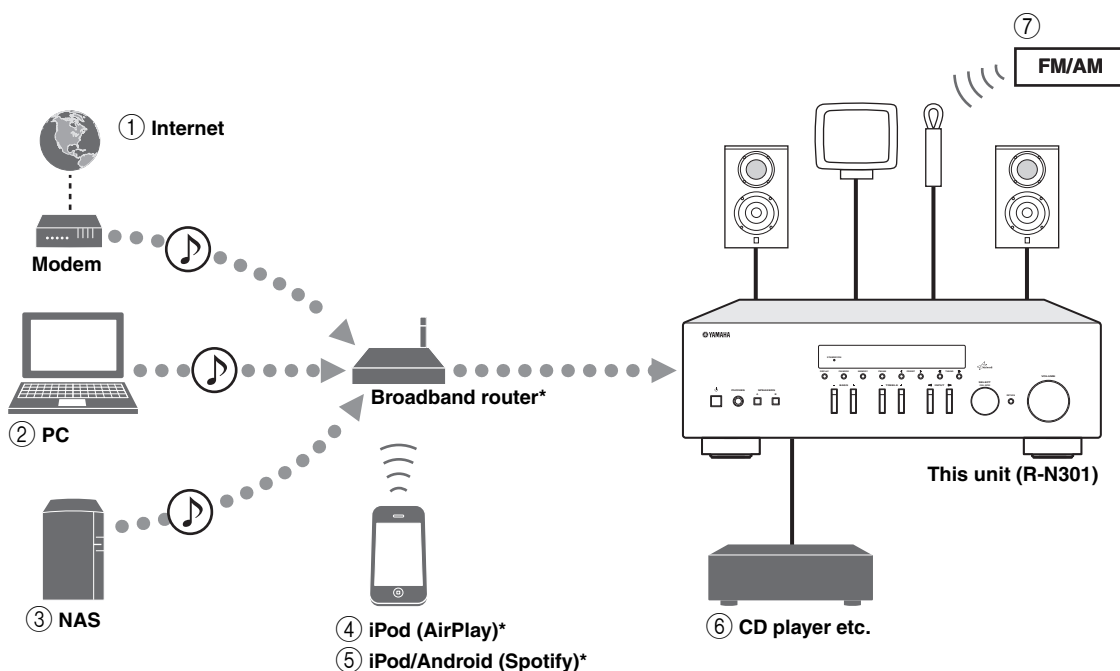 ⑦
FM/AM
① Internet
Modem
YAMAHA
Broadband router*
② PC
This unit (R-N301)
③ NAS
④ iPod (AirPlay)*
⑥ CD player etc.
⑤ iPod/Android (Spotify)*